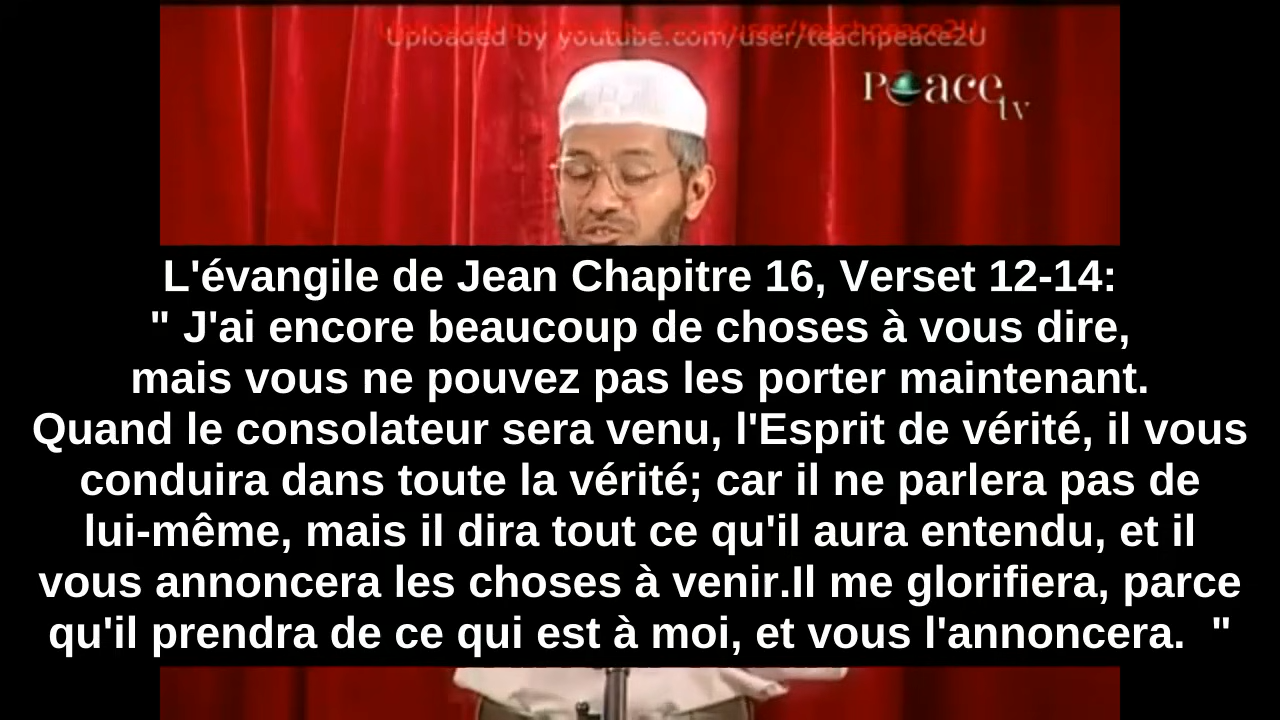 Uploaded by youtube.com/user/teachpeace2U
Peace tv
L'évangile de Jean Chapitre 16, Verset 12-14:
" J'ai encore beaucoup de choses à vous dire,
mais vous ne pouvez pas les porter maintenant.
Quand le consolateur sera venu, l'Esprit de vérité, il vous
conduira dans toute la vérité; car il ne parlera pas de
lui-même, mais il dira tout ce qu'il aura entendu, et il
vous annoncera les choses à venir.Il me glorifiera, parce
qu'il prendra de ce qui est à moi, et vous l'annoncera.  "